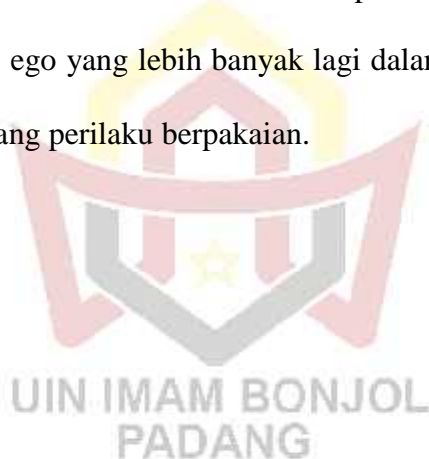 ego yang lebih banyak lagi dalam
ang perilaku berpakaian.
UIN IMAM BONJOL
PADANG